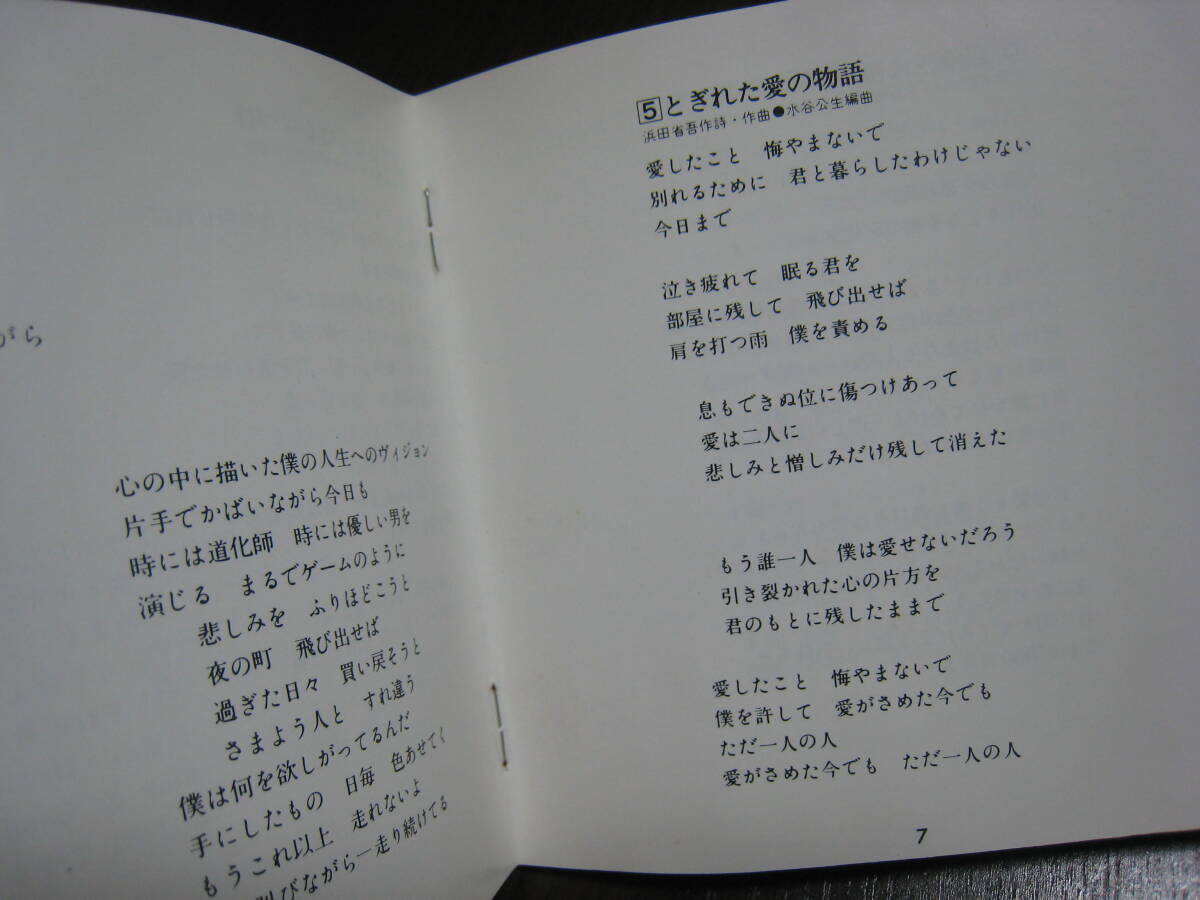 がら
心の中に描いた僕の人生へのヴィジョン
片手でかばいながら今日も
時には道化師　時には優しい男を
演じる　まるでゲームのように
悲しみを　ふりほどこうと
夜の町　飛び出せば
過ぎた日々　買い戻そうと
さまよう人と　すれ違う
僕は何を欲しがってるんだ
手にしたもの　日毎　色あせてく
もうこれ以上　走れないよ
びながら―走り続けてる
5 とぎれた愛の物語
浜田省吾作詩・作曲●水谷公生編曲
愛したこと　悔やまないで
別れるために　君と暮らしたわけじゃない
今日まで
泣き疲れて　眠る君を
部屋に残して　飛び出せば
肩を打つ雨　僕を責める
息もできぬ位に傷つけあって
愛は二人に
悲しみと憎しみだけ残して消えた
もう誰一人　僕は愛せないだろう
引き裂かれた心の片方を
君のもとに残したままで
愛したこと　悔やまないで
僕を許して　愛がさめた今でも
ただ一人の人
愛がさめた今でも　ただ一人の人
7